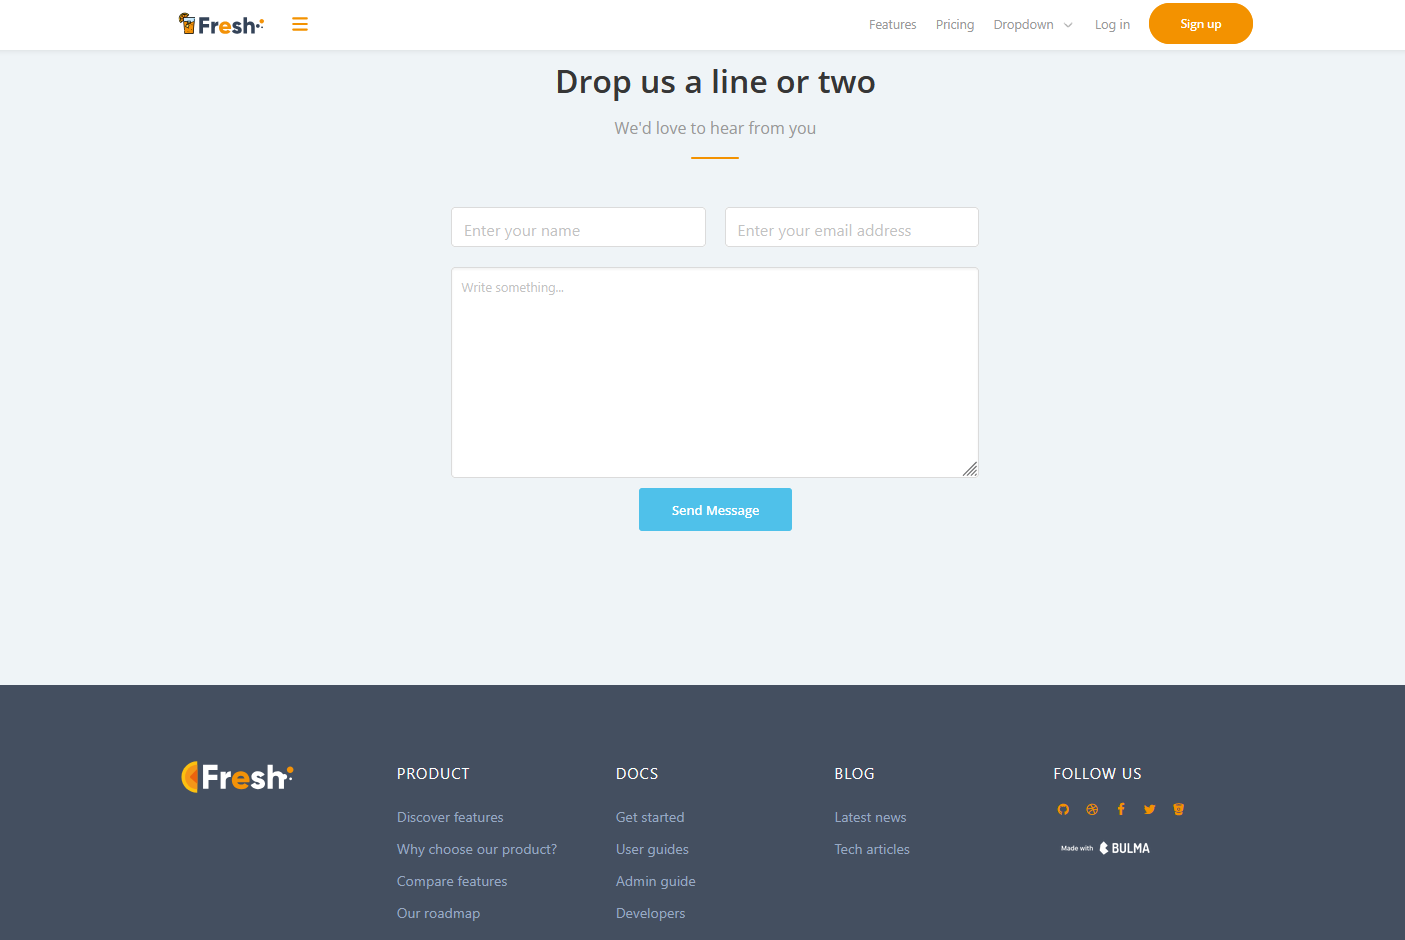 Fresh
Features Pricing Dropdown Log in Sign up
Drop us a line or two
We'd love to hear from you
Enter your name Enter your email address
Write something...
Send Message
Fresh
PRODUCT
Discover features
Why choose our product?
Compare features
Our roadmap
DOCS
Get started
User guides
Admin guide
Developers
BLOG
Latest news
Tech articles
FOLLOW US
Made with BULMA